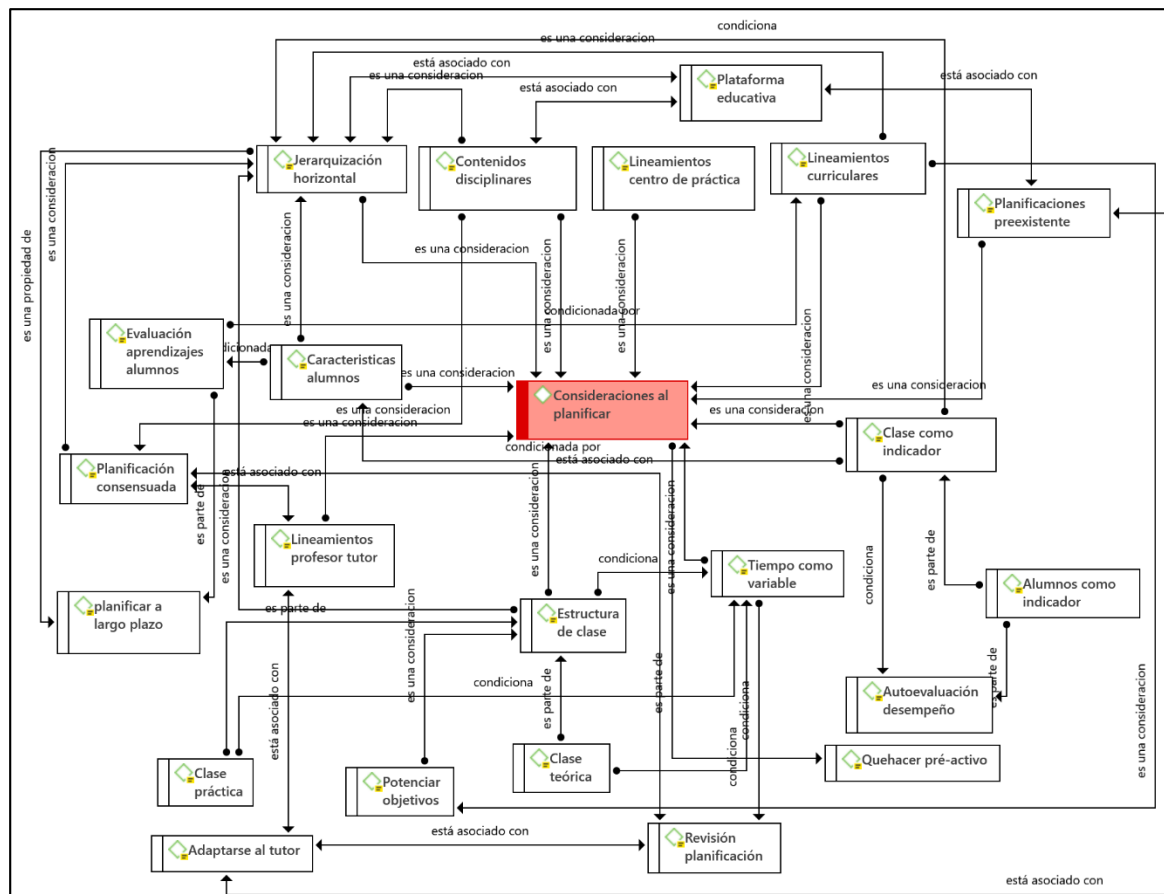 condiciona
es una consideracion
está asociado con
es una consideracion
está asociado con
está asociado con
Plataforma
educativa
Jerarquización
horizontal
Contenidos
disciplinares
Lineamientos
centro de práctica
Lineamientos
curriculares
Planificaciones
preexistente
es una consideracion
es una propiedad de
es una consideracion
es una consideracion
es una consideracion
es una consideracion
es una consideracion
condicionada por
Evaluación
aprendizajes
alumnos
dicionada
Caracteristicas
alumnos
es una consideracion
Consideraciones al
planificar
es una consideracion
es una consideracion
es una consideracion
es una consideracion
Clase como
indicador
condicionada por
está asociado con
Planificación
consensuada
está asociado con
es parte de
es una consideracion
Lineamientos
profesor tutor
es una consideracion
es una consideracion
condiciona
Tiempo como
variable
condiciona
es parte de
Alumnos como
indicador
planificar a
largo plazo
es parte de
Estructura
de clase
es una consideracion
es parte de
es parte de
Autoevaluación
desempeño
parte de
está asociado con
condiciona
condiciona
condiciona
es una consideracion
Clase
práctica
Potenciar
objetivos
Clase
teórica
Quehacer pré-activo
Adaptarse al tutor
está asociado con
Revisión
planificación
está asociado con